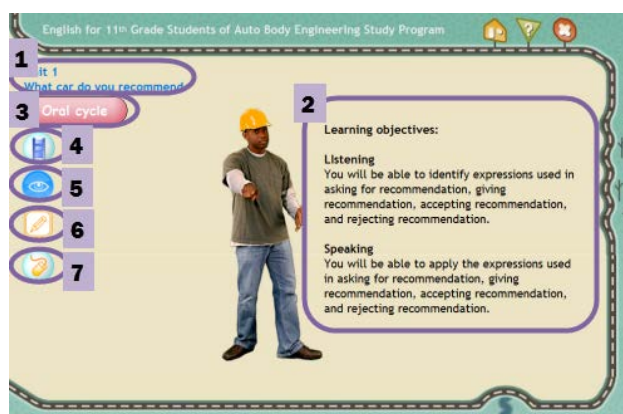 English for 11th Grade Students of Auto Body Engineering Study Program
1
it 1
What car do you recommend
3
Oral cycle
4
5
6
7
2
Learning objectives:
LIstening
You will be able to identify expressions used in
asking for recommendation, giving
recommendation, accepting recommendation,
and rejecting recommendation.
Speaking
You will be able to apply the expressions used
in asking for recommendation, giving
recommendation, accepting recommendation,
and rejecting recommendation.
?